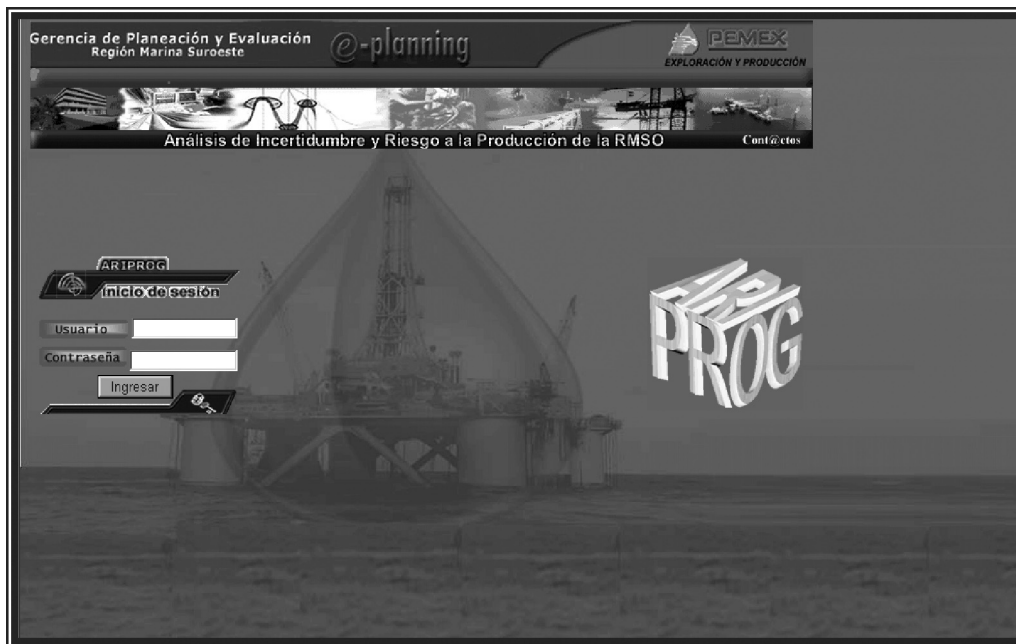 Gerencia de Planeación y Evaluación
Región Marina Suroeste
e-planning
PEMEX
EXPLORACIÓN Y PRODUCCIÓN
Análisis de Incertidumbre y Riesgo a la Producción de la RMSO
Cont@ctos
ARIPROG
Inicio de sesión
Usuario
Contraseña
Ingresar
ARI
PROG